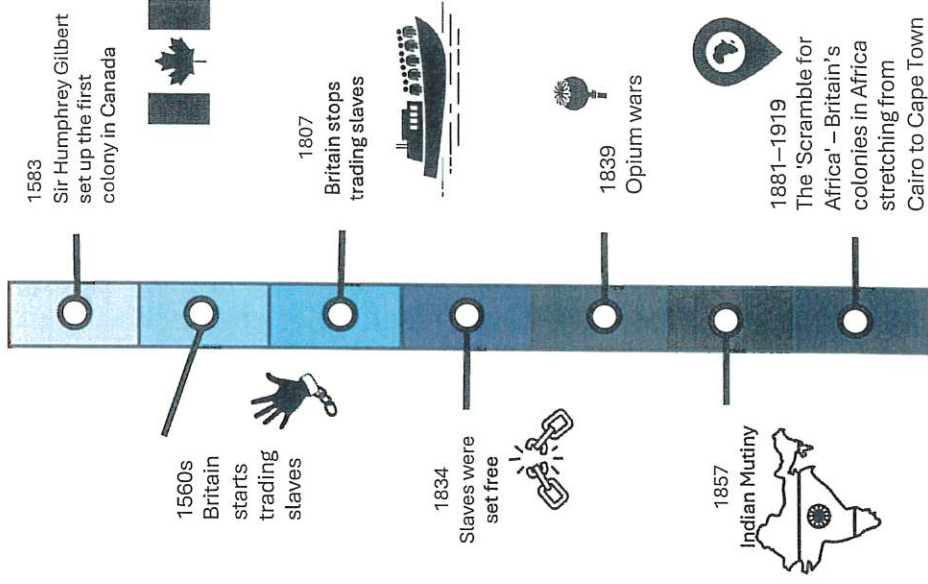 1583
Sir Humphrey Gilbert
set up the first
colony in Canada
1560s
Britain
starts
trading
slaves
1807
Britain stops
trading slaves
1834
Slaves were
set free
1839
Opium wars
1857
Indian Mutiny
1881–1919
The 'Scramble for
Africa' – Britain's
colonies in Africa
stretching from
Cairo to Cape Town